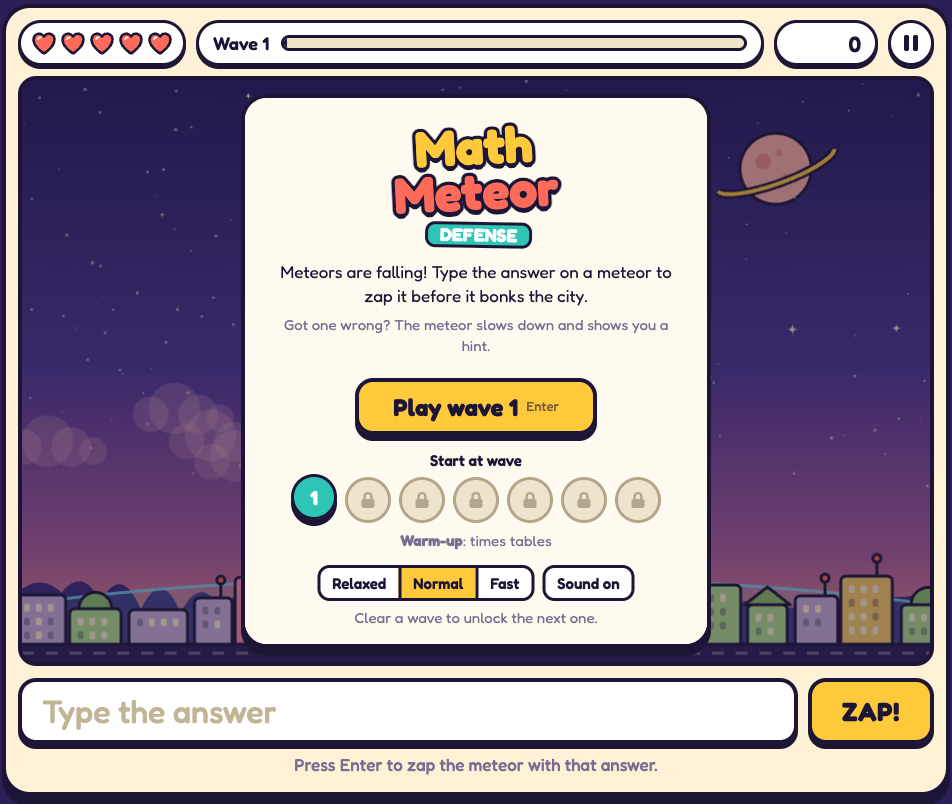 Wave 1
0
Math
Meteor
DEFENSE
Meteors are falling! Type the answer on a meteor to
zap it before it bonks the city.
Got one wrong? The meteor slows down and shows you a
hint.
Play wave 1 Enter
Start at wave
1
Warm-up: times tables
Relaxed Normal Fast Sound on
Clear a wave to unlock the next one.
Type the answer ZAP!
Press Enter to zap the meteor with that answer.